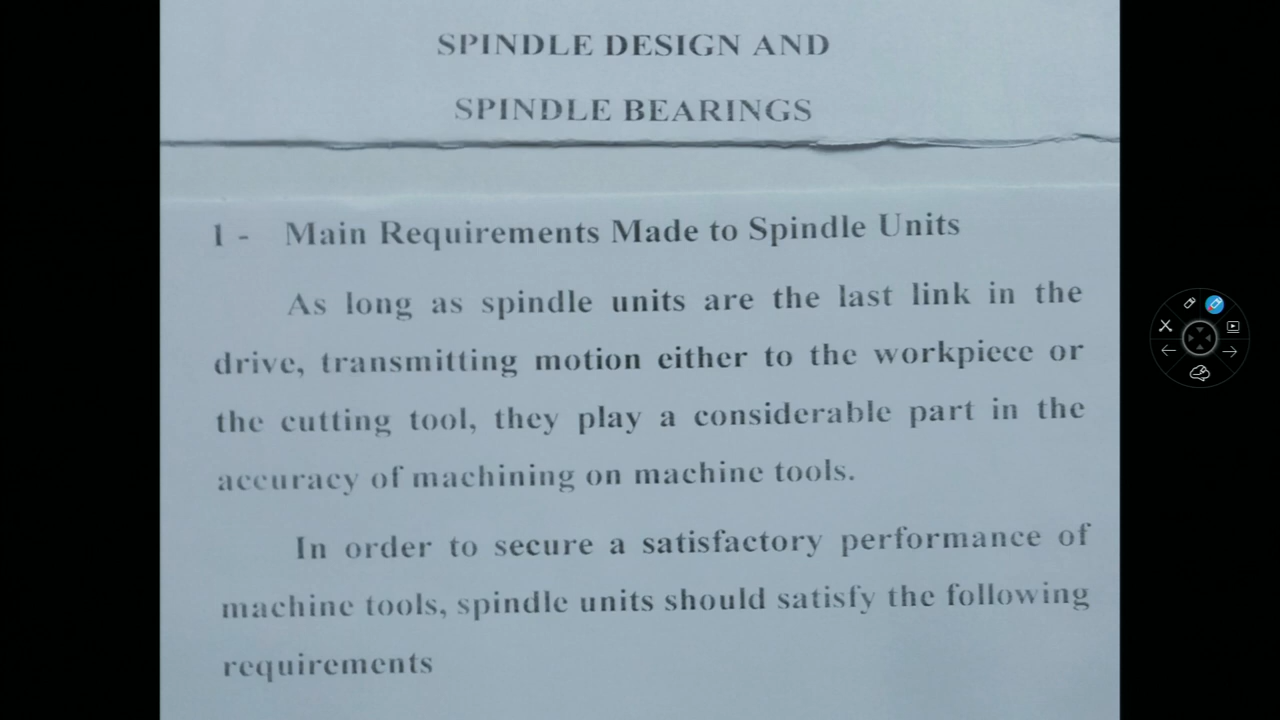 SPINDLE DESIGN AND
SPINDLE BEARINGS
1 - Main Requirements Made to Spindle Units
As long as spindle units are the last link in the
drive, transmitting motion either to the workpiece or
the cutting tool, they play a considerable part in the
accuracy of machining on machine tools.
In order to secure a satisfactory performance of
machine tools, spindle units should satisfy the following
requirements